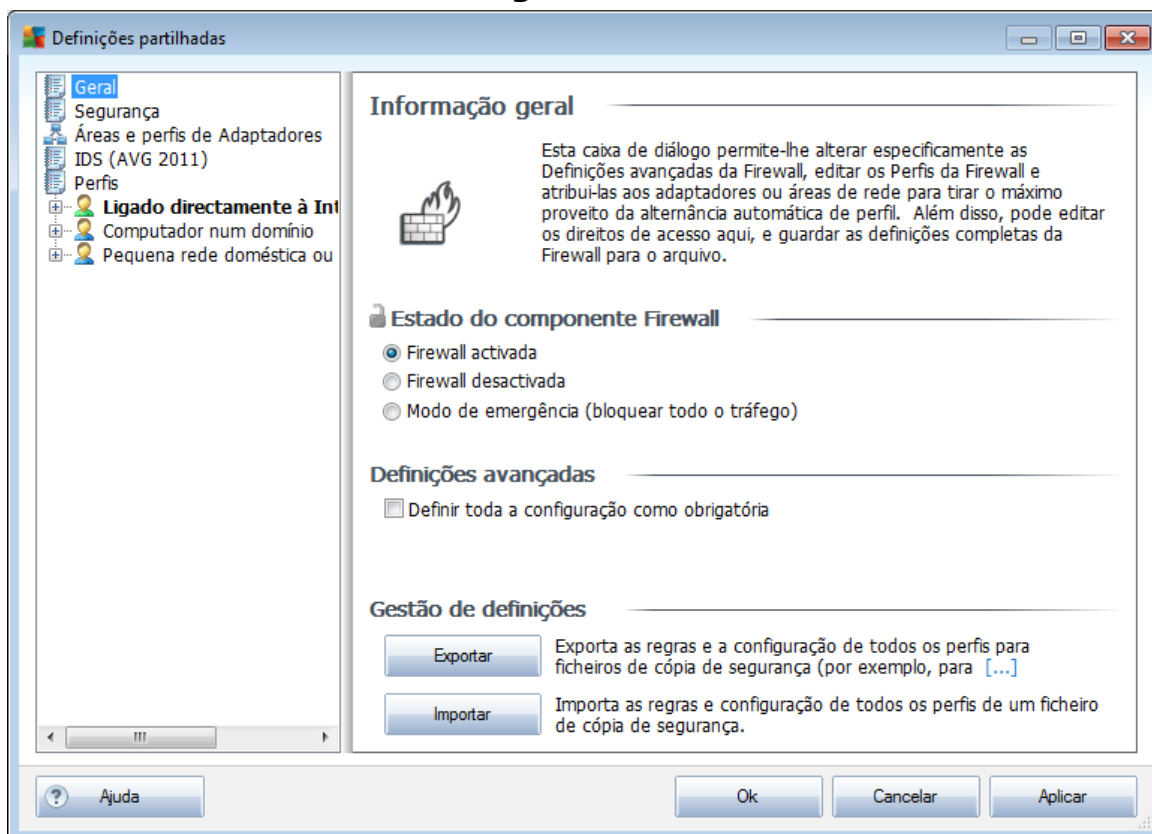 Definições partilhadas
Geral
Segurança
Áreas e perfis de Adaptadores
IDS (AVG 2011)
Perfis
Ligado directamente à Int
Computador num domínio
Pequena rede doméstica ou
Informação geral
Esta caixa de diálogo permite-lhe alterar especificamente as
Definições avançadas da Firewall, editar os Perfis da Firewall e
atribui-las aos adaptadores ou áreas de rede para tirar o máximo
proveito da alternância automática de perfil. Além disso, pode editar
os direitos de acesso aqui, e guardar as definições completas da
Firewall para o arquivo.
Estado do componente Firewall
Firewall activada
Firewall desactivada
Modo de emergência (bloquear todo o tráfego)
Definições avançadas
Definir toda a configuração como obrigatória
Gestão de definições
Exportar
Exporta as regras e a configuração de todos os perfis para
ficheiros de cópia de segurança (por exemplo, para [...]
Importar
Importa as regras e configuração de todos os perfis de um ficheiro
de cópia de segurança.
Ajuda
Ok
Cancelar
Aplicar